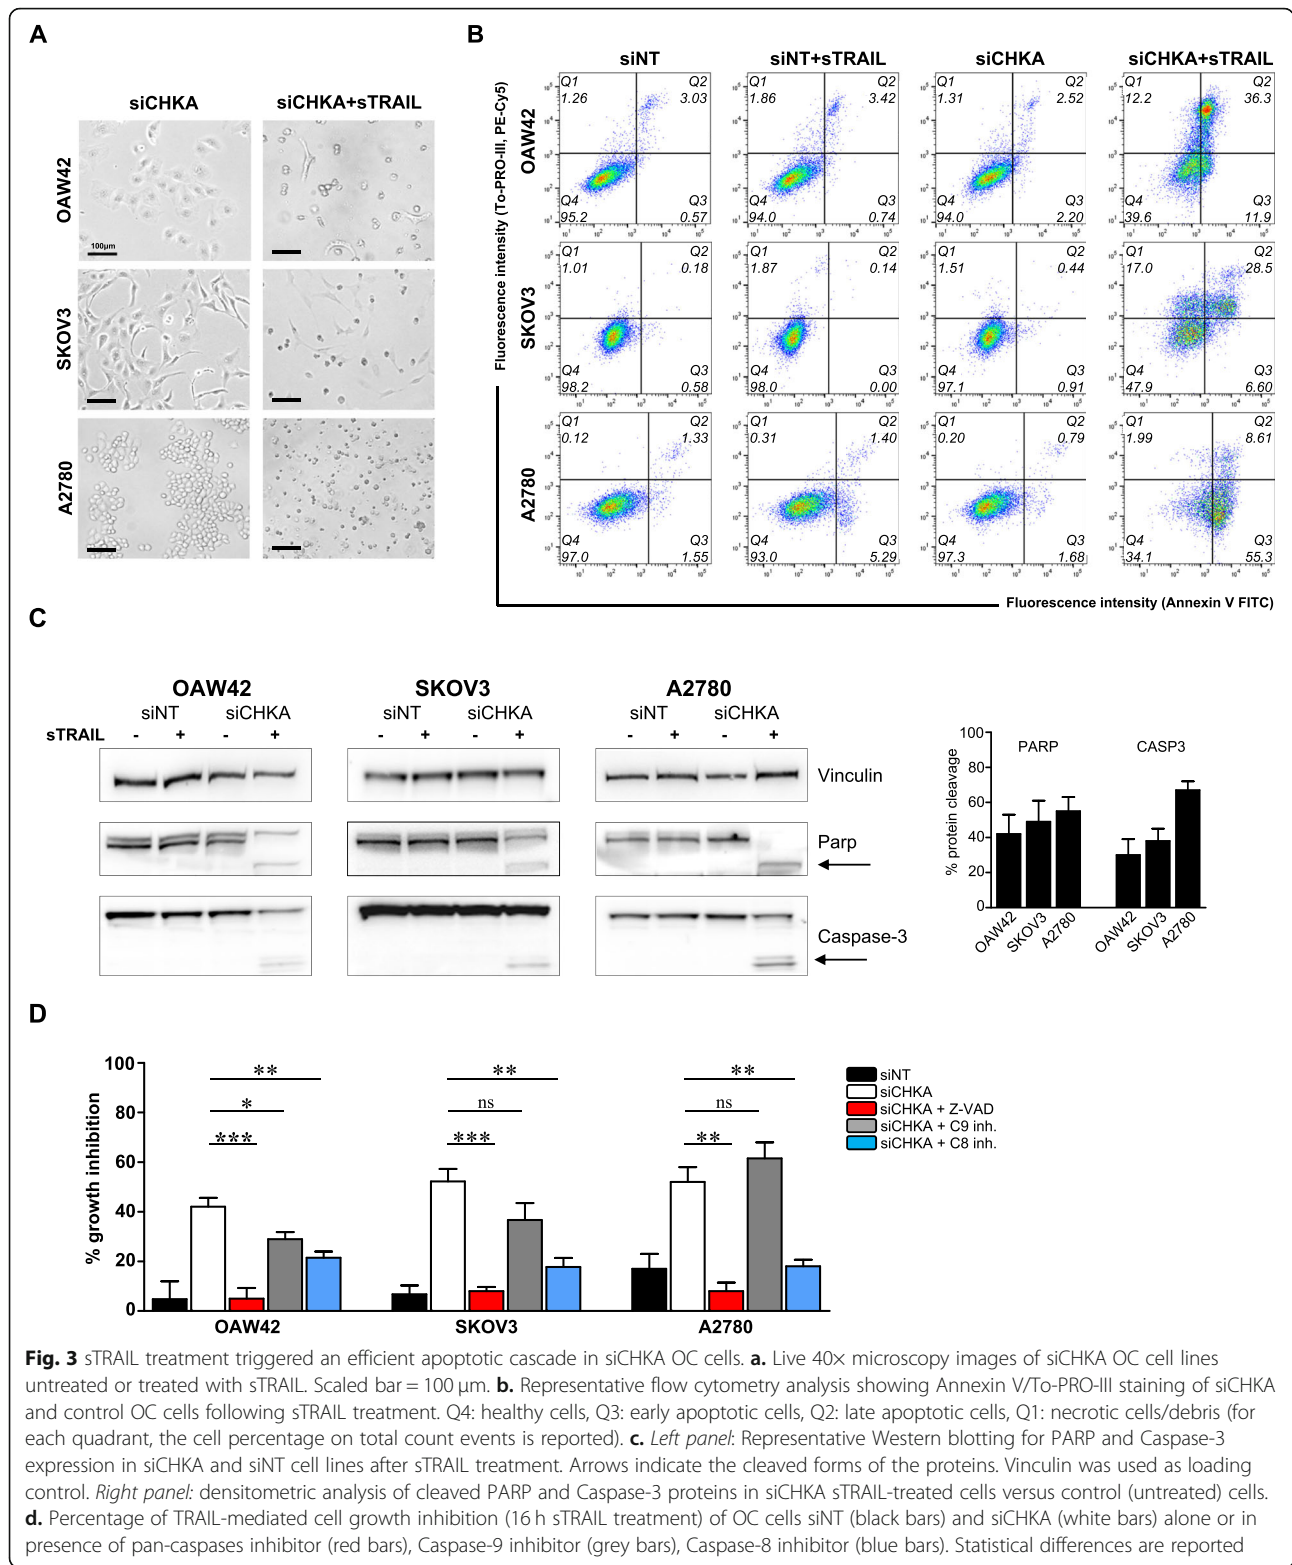 A
siCHKA siCHKA+sTRAIL
OAW42
100µm
SKOV3
A2780
B
siNT siNT+sTRAIL siCHKA siCHKA+sTRAIL
Fluorescence intensity (To-PRO-III, PE-Cy5)
OAW42
Q1 Q2 Q1 Q2 Q1 Q2 Q1 Q2
1.26 3.03 1.86 3.42 1.31 2.52 12.2 36.3
Q4 Q3 Q4 Q3 Q4 Q3 Q4 Q3
95.2 0.57 94.0 0.74 94.0 2.20 39.6 11.9
SKOV3
Q1 Q2 Q1 Q2 Q1 Q2 Q1 Q2
1.01 0.18 1.87 0.14 1.51 0.44 17.0 28.5
Q4 Q3 Q4 Q3 Q4 Q3 Q4 Q3
98.2 0.58 98.0 0.00 97.1 0.91 47.9 6.60
A2780
Q1 Q2 Q1 Q2 Q1 Q2 Q1 Q2
0.12 1.33 0.31 1.40 0.20 0.79 1.99 8.61
Q4 Q3 Q4 Q3 Q4 Q3 Q4 Q3
97.0 1.55 93.0 5.29 97.3 1.68 34.1 55.3
Fluorescence intensity (Annexin V FITC)
C
OAW42 SKOV3 A2780
siNT siCHKA siNT siCHKA siNT siCHKA
sTRAIL - + - + - + - + - + - +
Vinculin
Parp
Caspase-3
% protein cleavage
100
80
60
40
20
0
PARP CASP3
OAW42 SKOV3 A2780 OAW42 SKOV3 A2780
D
% growth inhibition
100
80
60
40
20
0
** ** **
* ns ns
*** *** **
siNT
siCHKA
siCHKA + Z-VAD
siCHKA + C9 inh.
siCHKA + C8 inh.
OAW42 SKOV3 A2780
Fig. 3 sTRAIL treatment triggered an efficient apoptotic cascade in siCHKA OC cells. a. Live 40× microscopy images of siCHKA OC cell lines
untreated or treated with sTRAIL. Scaled bar = 100 µm. b. Representative flow cytometry analysis showing Annexin V/To-PRO-III staining of siCHKA
and control OC cells following sTRAIL treatment. Q4: healthy cells, Q3: early apoptotic cells, Q2: late apoptotic cells, Q1: necrotic cells/debris (for
each quadrant, the cell percentage on total count events is reported). c. Left panel: Representative Western blotting for PARP and Caspase-3
expression in siCHKA and siNT cell lines after sTRAIL treatment. Arrows indicate the cleaved forms of the proteins. Vinculin was used as loading
control. Right panel: densitometric analysis of cleaved PARP and Caspase-3 proteins in siCHKA sTRAIL-treated cells versus control (untreated) cells.
d. Percentage of TRAIL-mediated cell growth inhibition (16 h sTRAIL treatment) of OC cells siNT (black bars) and siCHKA (white bars) alone or in
presence of pan-caspases inhibitor (red bars), Caspase-9 inhibitor (grey bars), Caspase-8 inhibitor (blue bars). Statistical differences are reported